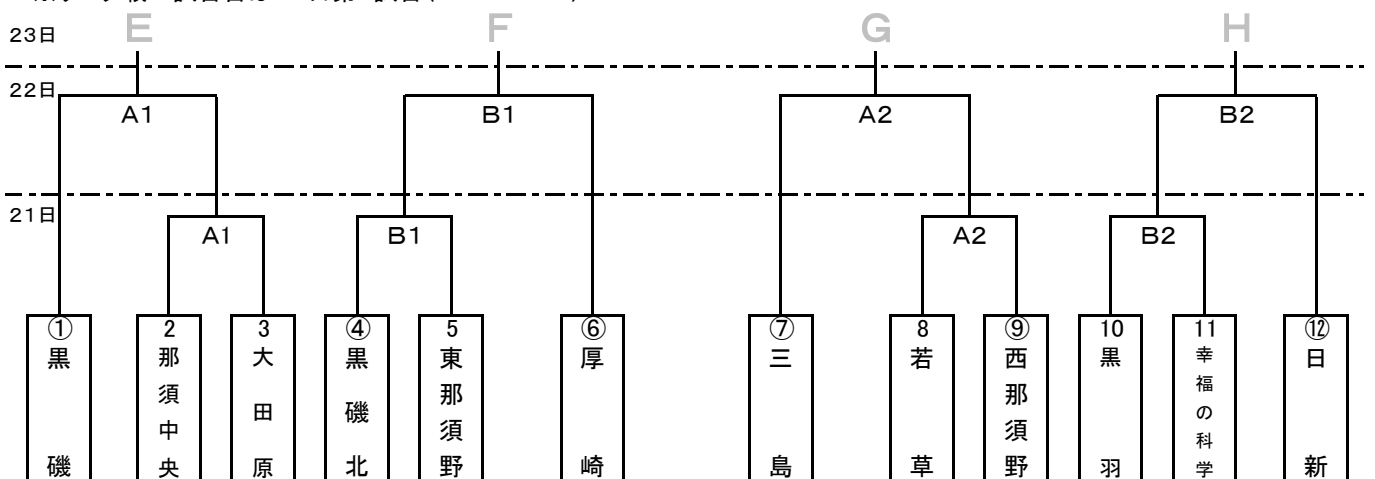 23日 E F G H
22日 A1 B1 A2 B2
21日 A1 B1 A2 B2
① 2 3 ④ 5 ⑥ ⑦ 8 ⑨ 10 11 ⑫
黒磯
那須中央
大田原
黒磯北
東那須野
厚崎
三島
若草
西那須野
黒羽
幸福の科学
日新